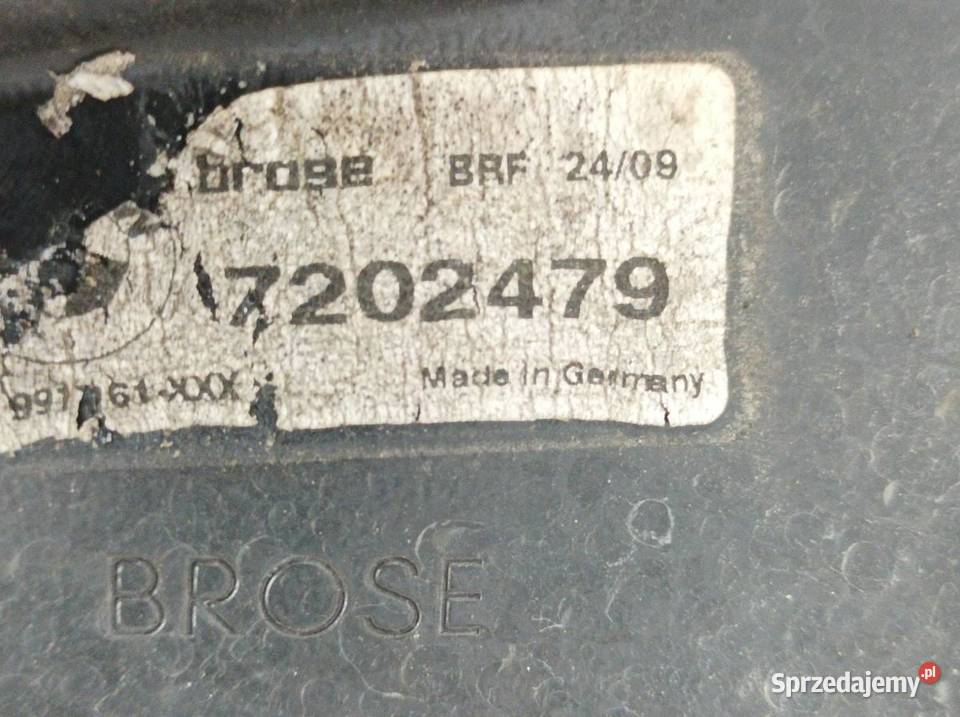 brose BRF 24/09
7202479
Made in Germany
BROSE
Sprzedajemy.pl